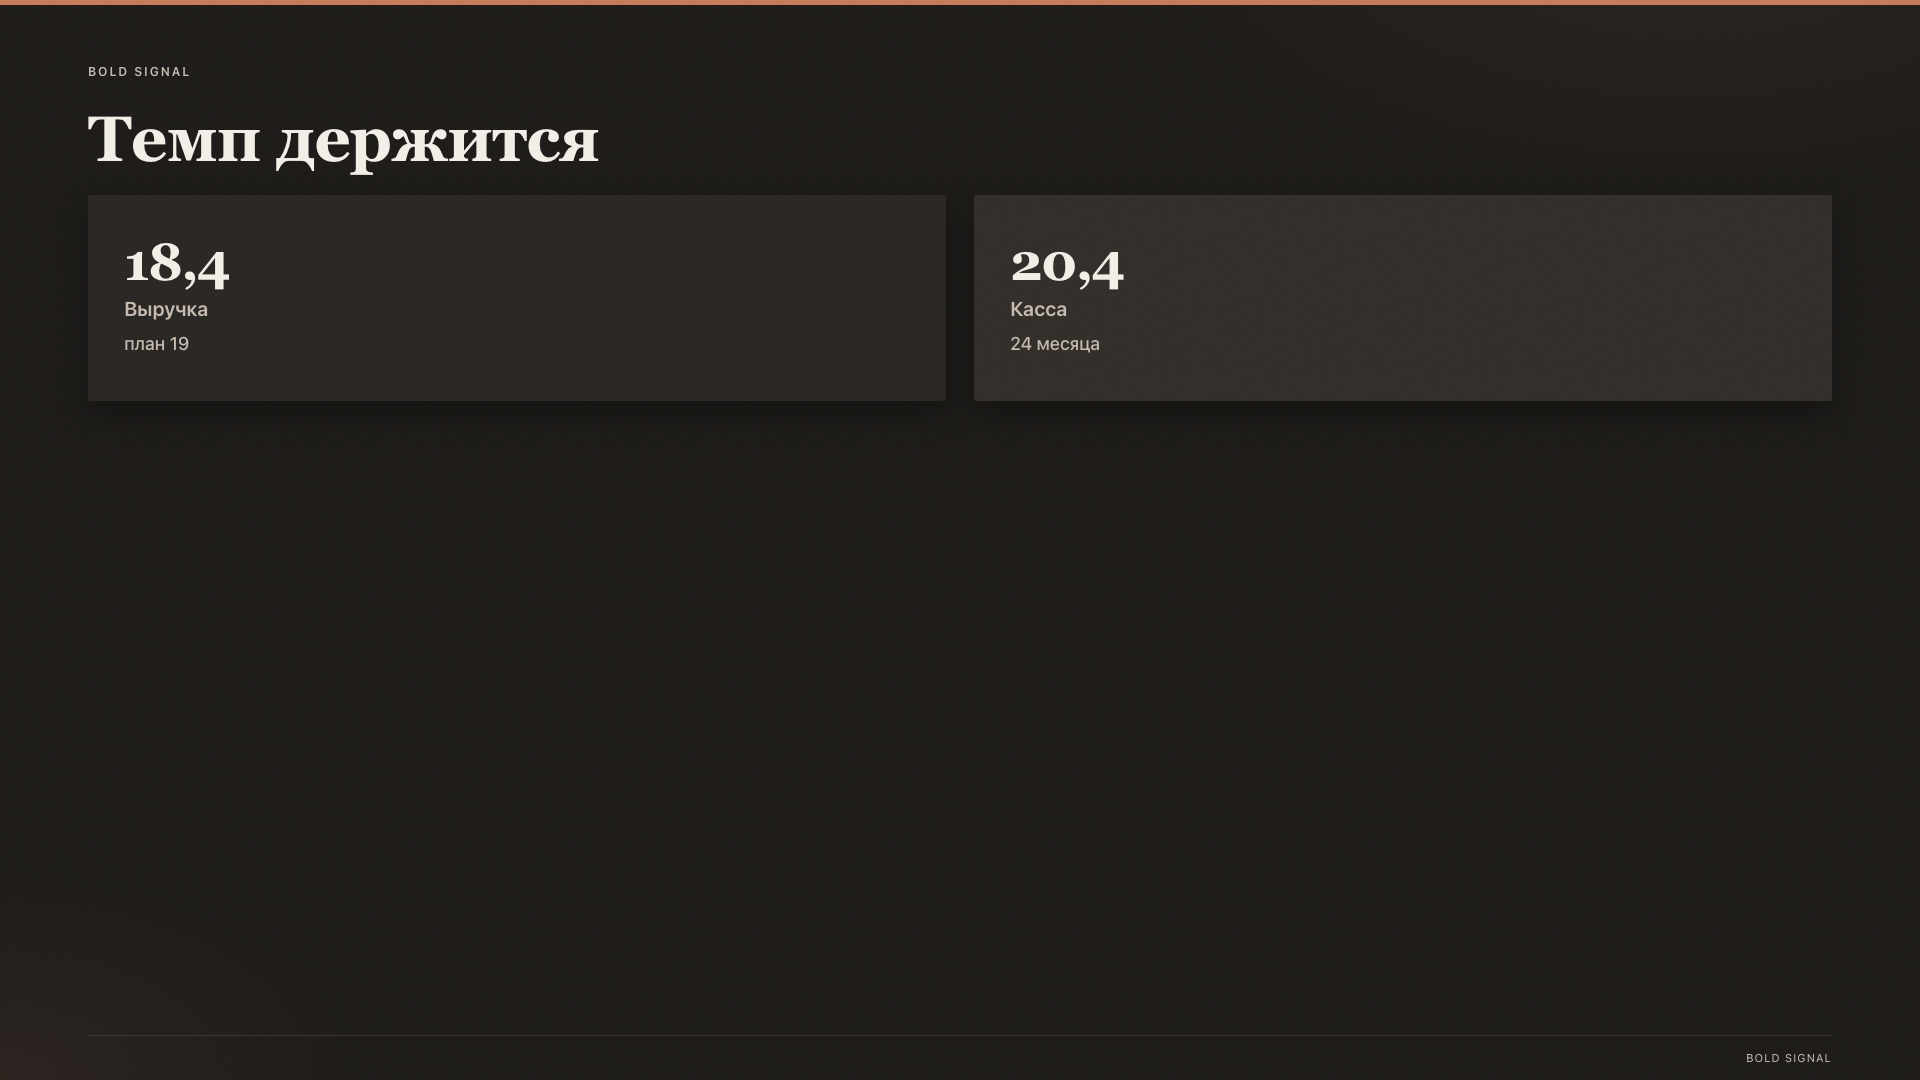 BOLD SIGNAL
Темп держится
18,4
Выручка
план 19
20,4
Касса
24 месяца
BOLD SIGNAL